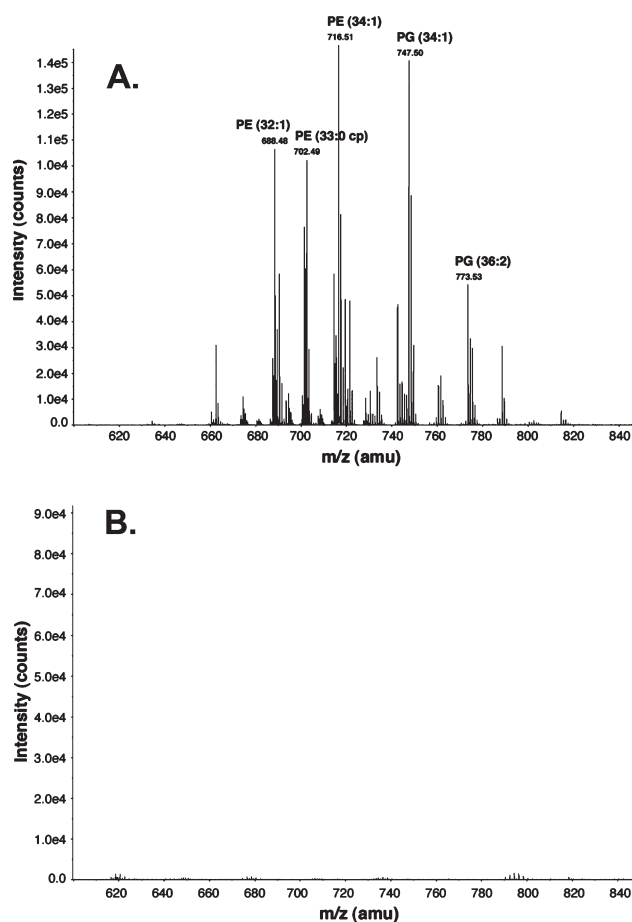 A.
PE (34:1)
716.51
PG (34:1)
747.50
PE (32:1)
688.48
PE (33:0 cp)
702.49
PG (36:2)
773.53
Intensity (counts)
1.4e5
1.3e5
1.2e5
1.1e5
1.0e4
9.0e4
8.0e4
7.0e4
6.0e4
5.0e4
4.0e4
3.0e4
2.0e4
1.0e4
0.0
620 640 660 680 700 720 740 760 780 800 820 840
m/z (amu)
B.
Intensity (counts)
9.0e4
8.0e4
7.0e4
6.0e4
5.0e4
4.0e4
3.0e4
2.0e4
1.0e4
0.0
620 640 660 680 700 720 740 760 780 800 820 840
m/z (amu)